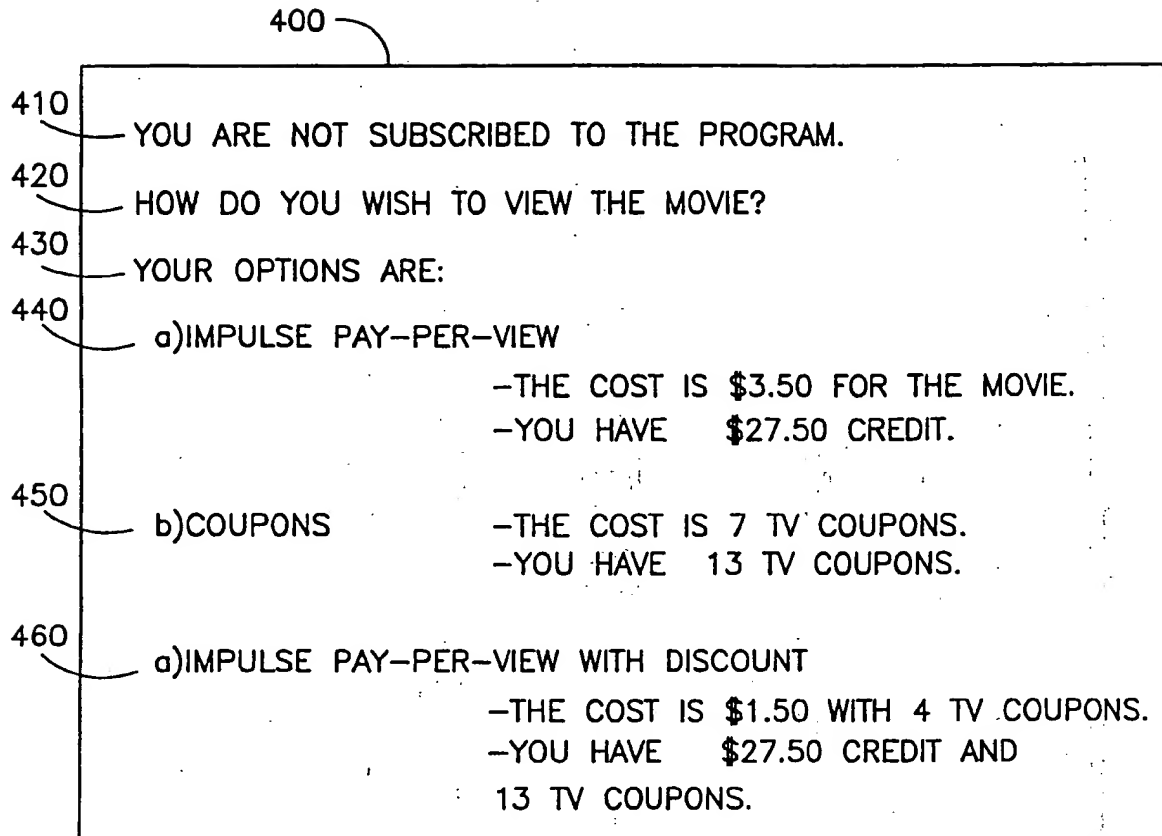 400
410
YOU ARE NOT SUBSCRIBED TO THE PROGRAM.
420
HOW DO YOU WISH TO VIEW THE MOVIE?
430
YOUR OPTIONS ARE:
440
a)IMPULSE PAY-PER-VIEW
-THE COST IS $3.50 FOR THE MOVIE.
-YOU HAVE $27.50 CREDIT.
450
b)COUPONS -THE COST IS 7 TV COUPONS.
-YOU HAVE 13 TV COUPONS.
460
a)IMPULSE PAY-PER-VIEW WITH DISCOUNT
-THE COST IS $1.50 WITH 4 TV COUPONS.
-YOU HAVE $27.50 CREDIT AND
13 TV COUPONS.